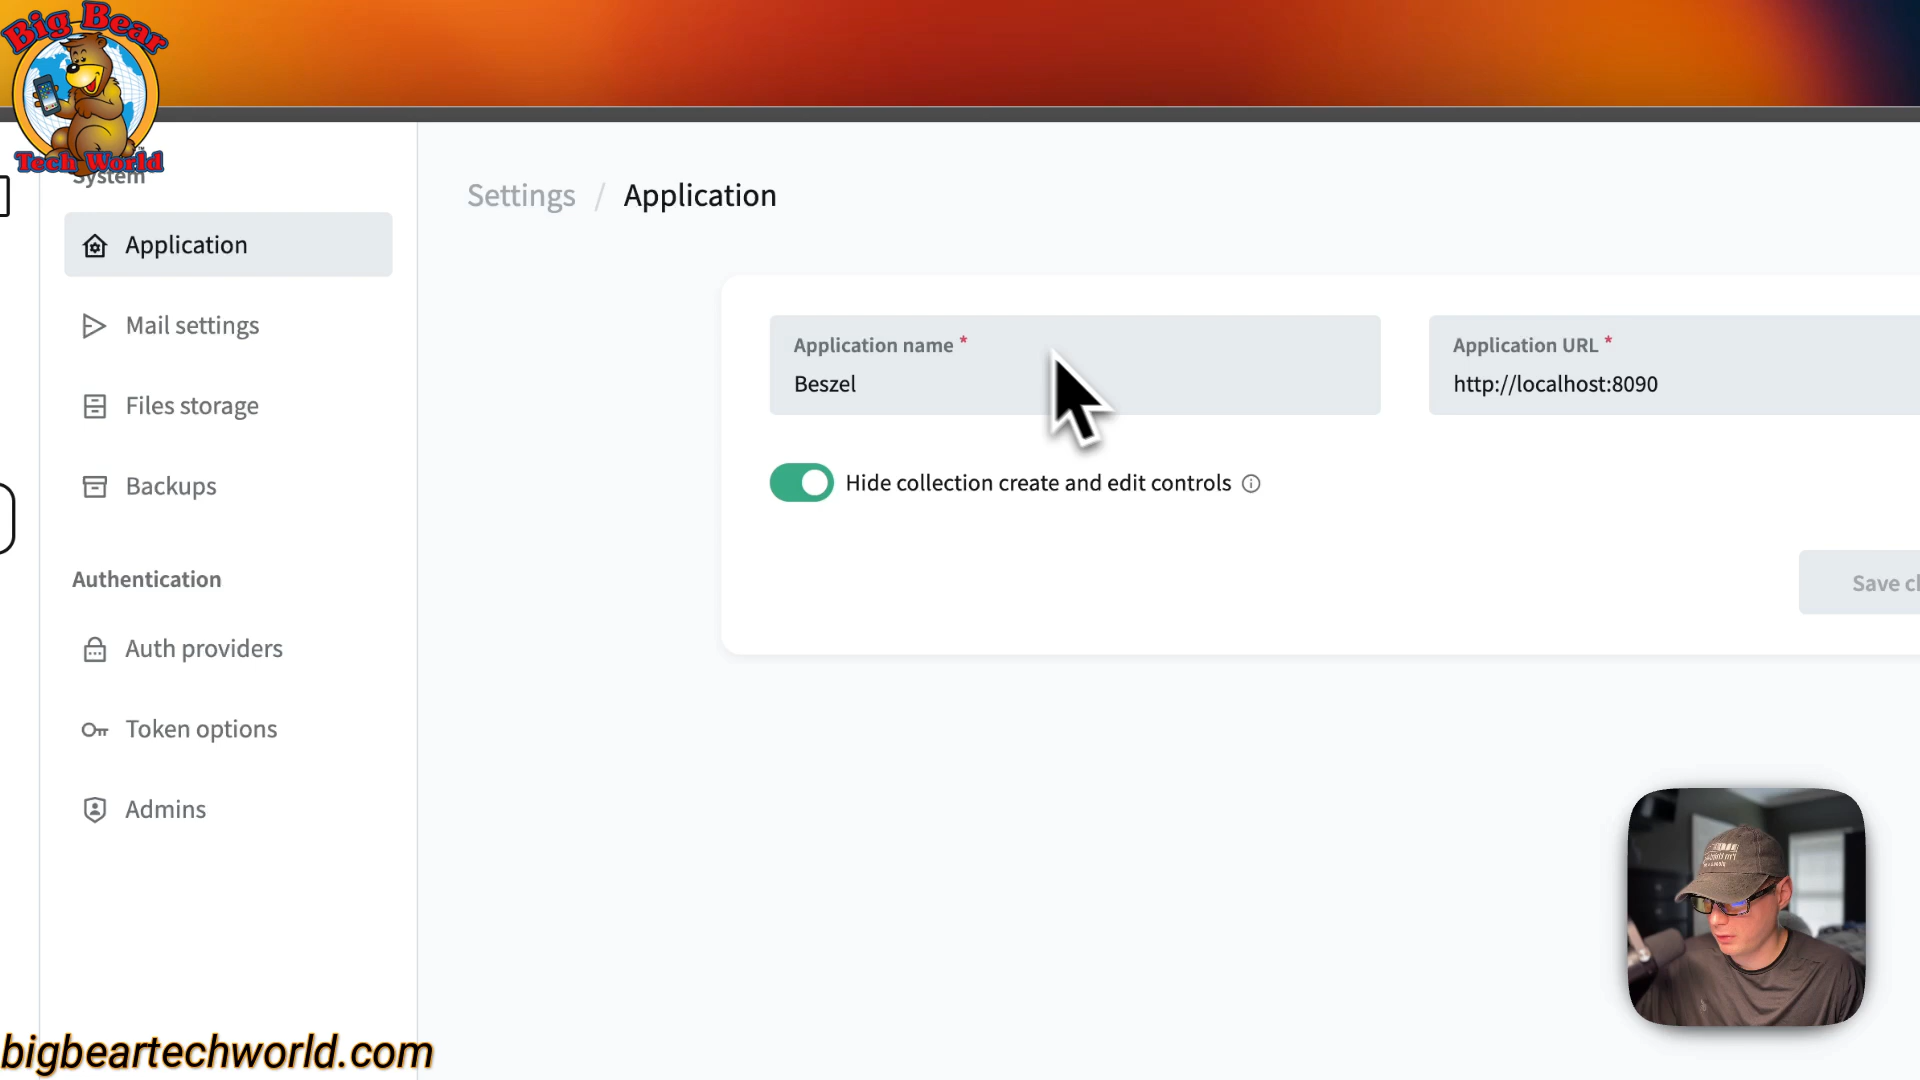 Big Bear
Tech World
System
Application
Mail settings
Files storage
Backups
Authentication
Auth providers
Token options
Admins
Settings / Application
Application name *
Beszel
Application URL *
http://localhost:8090
Hide collection create and edit controls
Save cl
bigbeartechworld.com